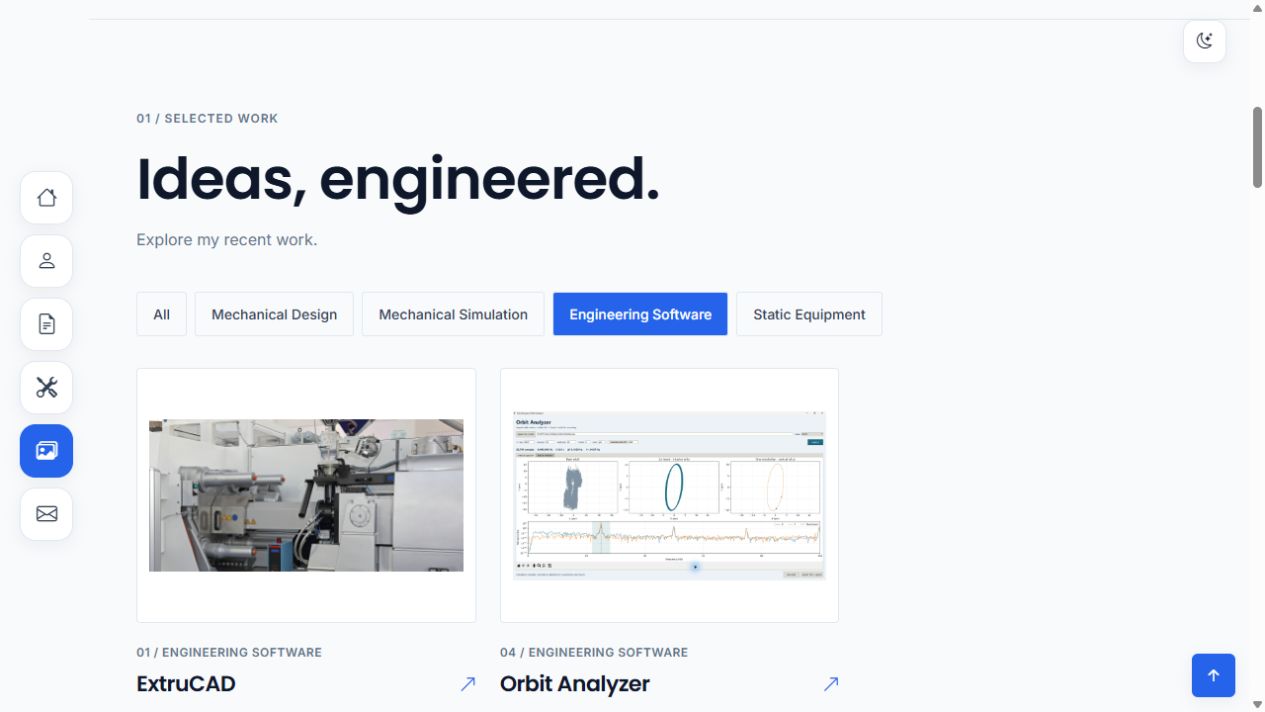 01 / SELECTED WORK
Ideas, engineered.
Explore my recent work.
All
Mechanical Design
Mechanical Simulation
Engineering Software
Static Equipment
Orbit Analyzer
01 / ENGINEERING SOFTWARE
04 / ENGINEERING SOFTWARE
ExtruCAD
Orbit Analyzer